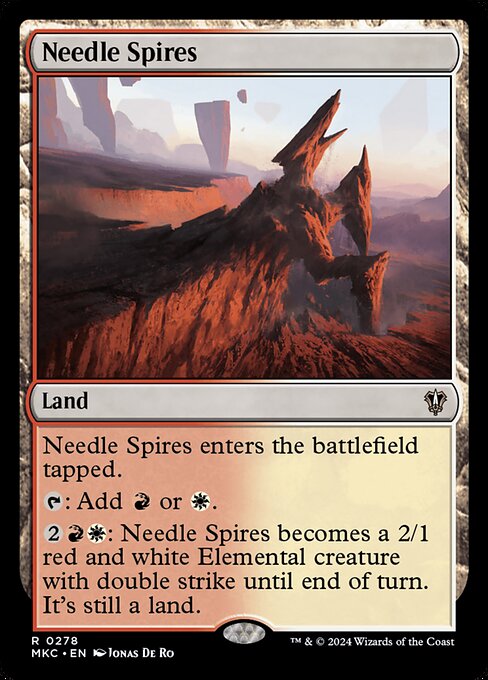 Needle Spires
Land
Needle Spires enters the battlefield
tapped.
: Add or .
2 : Needle Spires becomes a 2/1
red and white Elemental creature
with double strike until end of turn.
It's still a land.
R 0278
MKC • EN Jonas De Ro
™ & © 2024 Wizards of the Coast